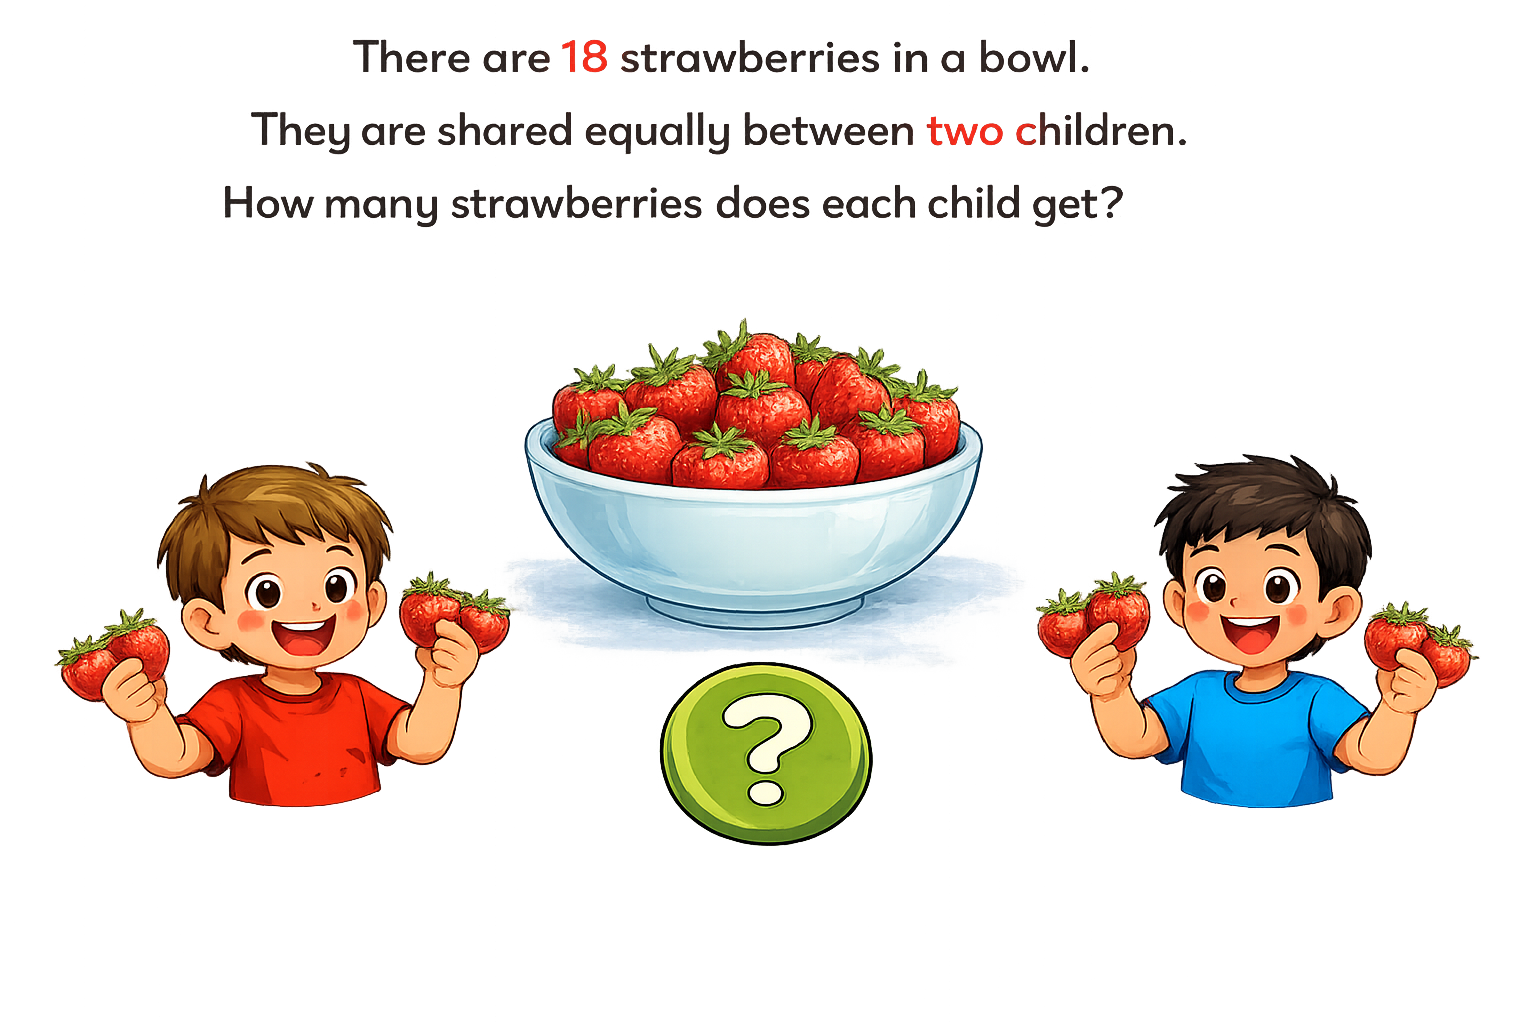 There are 18 strawberries in a bowl.
They are shared equally between two children.
How many strawberries does each child get?
?